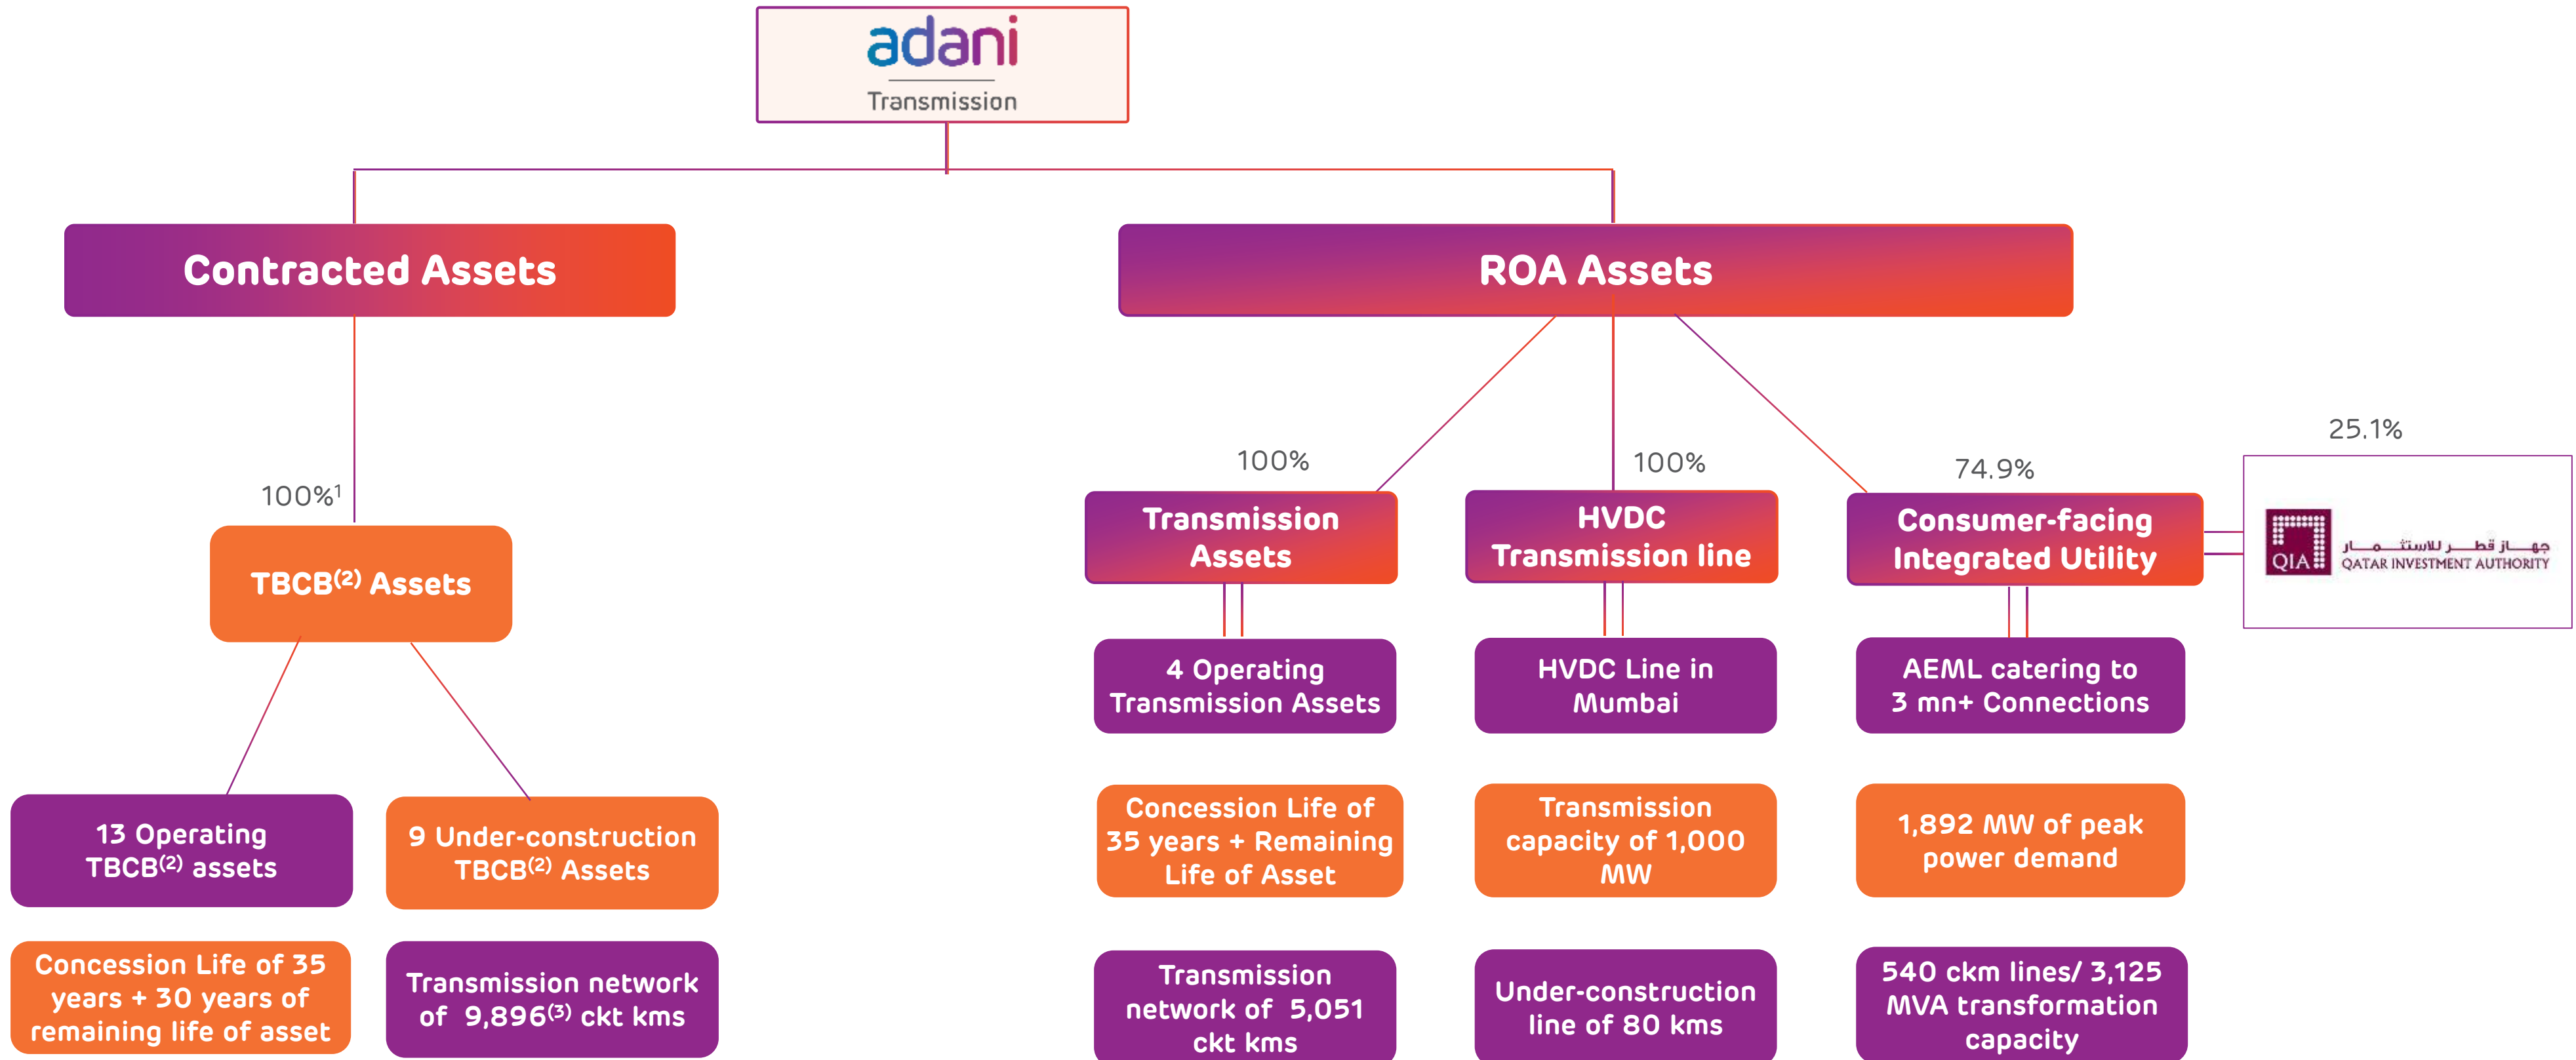 adani
Transmission
Contracted Assets
ROA Assets
100%¹
TBCB⁽²⁾ Assets
13 Operating
TBCB⁽²⁾ assets
9 Under-construction
TBCB⁽²⁾ Assets
Concession Life of 35
years + 30 years of
remaining life of asset
Transmission network
of 9,896⁽³⁾ ckt kms
100%
Transmission
Assets
4 Operating
Transmission Assets
Concession Life of
35 years + Remaining
Life of Asset
Transmission
network of 5,051
ckt kms
100%
HVDC
Transmission line
HVDC Line in
Mumbai
Transmission
capacity of 1,000
MW
Under-construction
line of 80 kms
74.9%
Consumer-facing
Integrated Utility
AEML catering to
3 mn+ Connections
1,892 MW of peak
power demand
540 ckm lines/ 3,125
MVA transformation
capacity
25.1%
QIA
جهاز قطر للاستثمار
QATAR INVESTMENT AUTHORITY